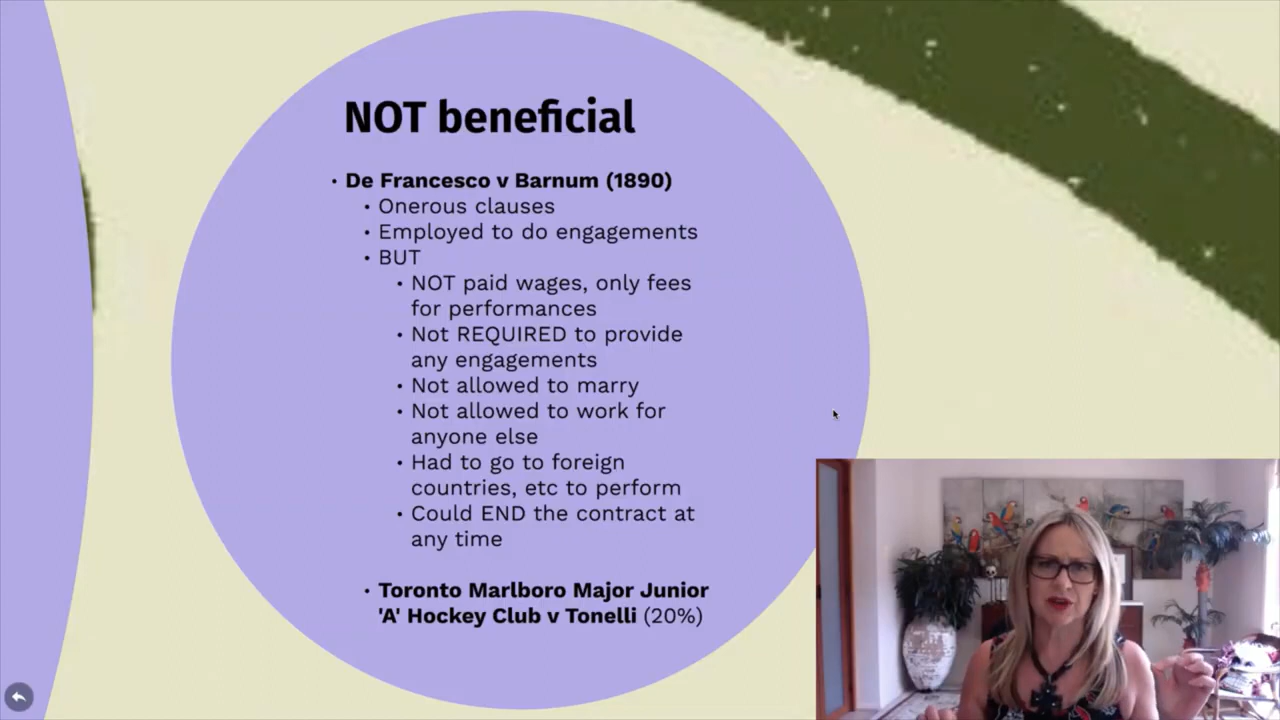 NOT beneficial
• De Francesco v Barnum (1890)
• Onerous clauses
• Employed to do engagements
• BUT
• NOT paid wages, only fees
for performances
• Not REQUIRED to provide
any engagements
• Not allowed to marry
• Not allowed to work for
anyone else
• Had to go to foreign
countries, etc to perform
• Could END the contract at
any time
• Toronto Marlboro Major Junior
'A' Hockey Club v Tonelli (20%)